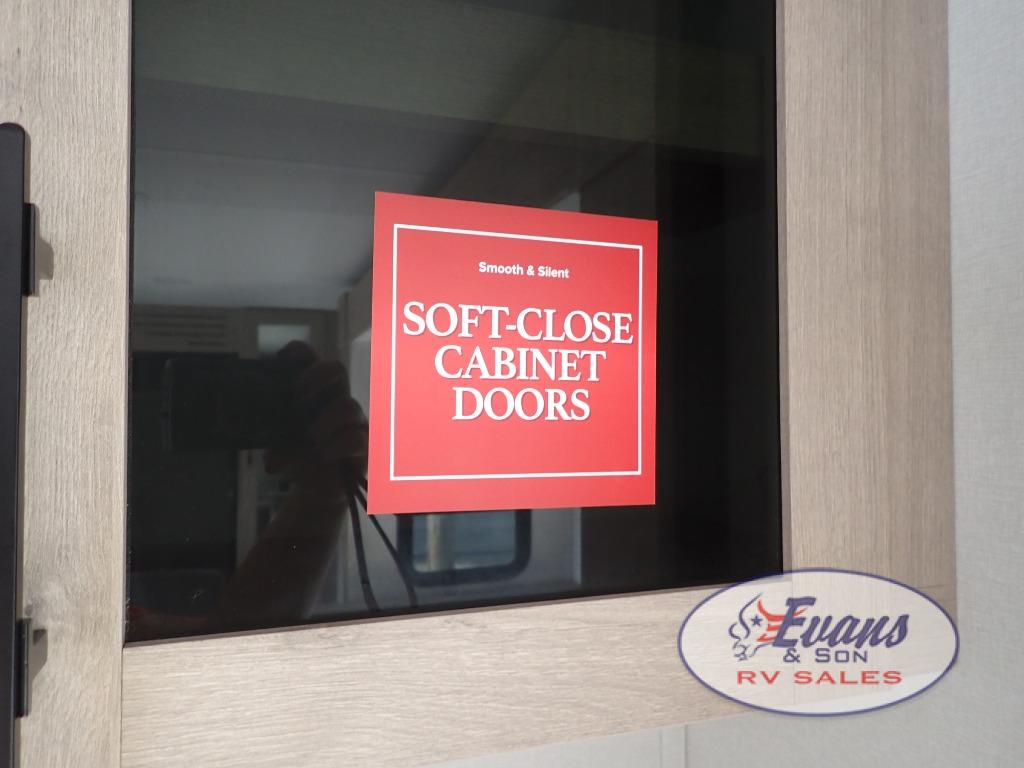 Smooth & Silent
SOFT-CLOSE
CABINET
DOORS
Evans
& SON
RV SALES